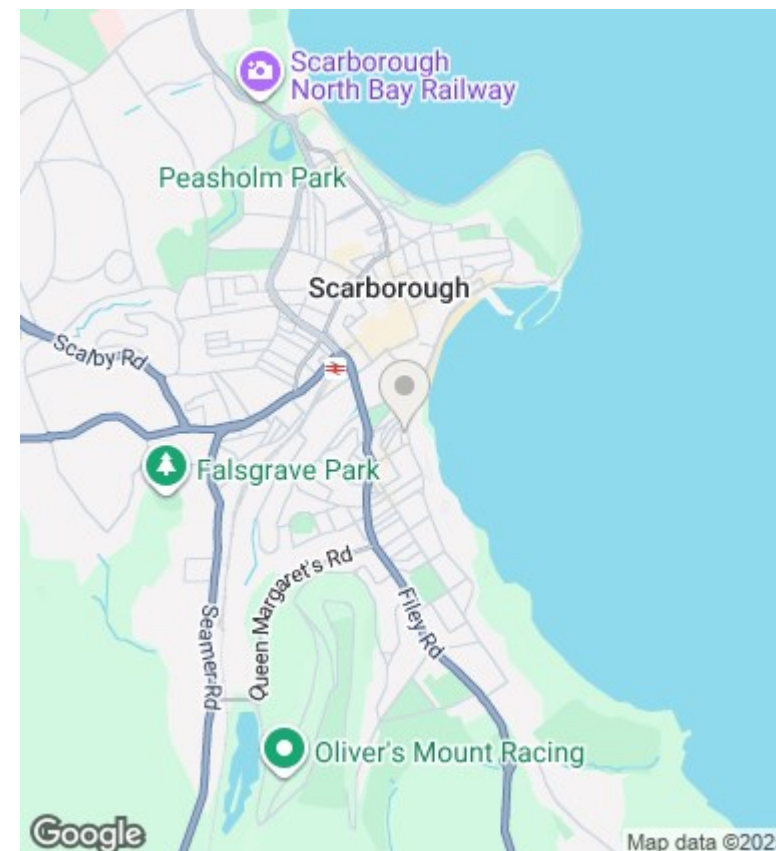 Scarborough
North Bay Railway
Peasholm Park
Scarborough
Scalby Rd
Falsgrave Park
Queen Margaret's Rd
Seamer Rd
Filey Rd
Oliver's Mount Racing
Google
Map data ©202